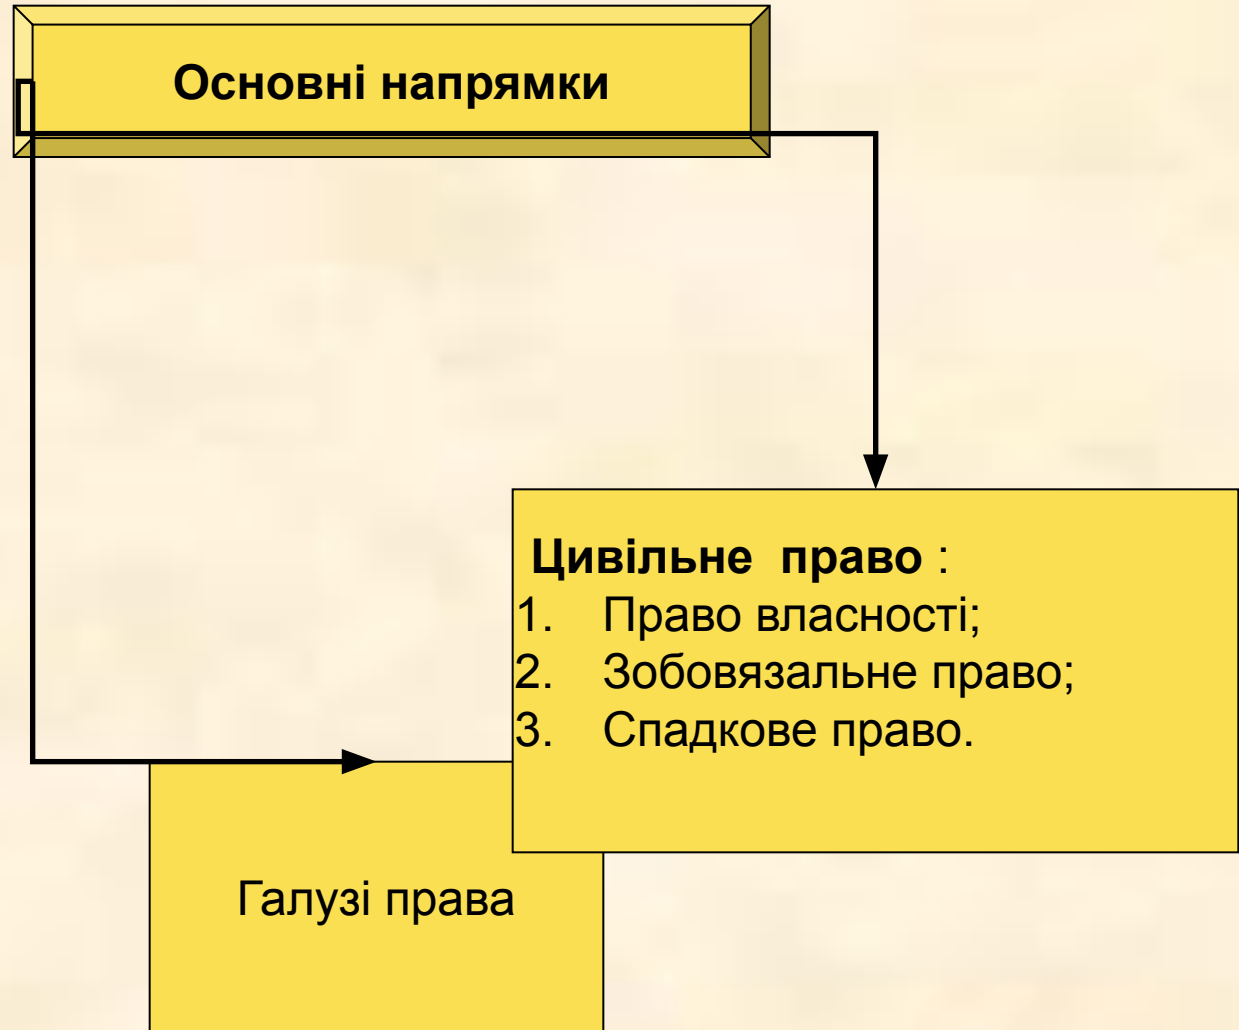 Основні напрямки
Цивільне право :
1. Право власності;
2. Зобовязальне право;
3. Спадкове право.
Галузі права